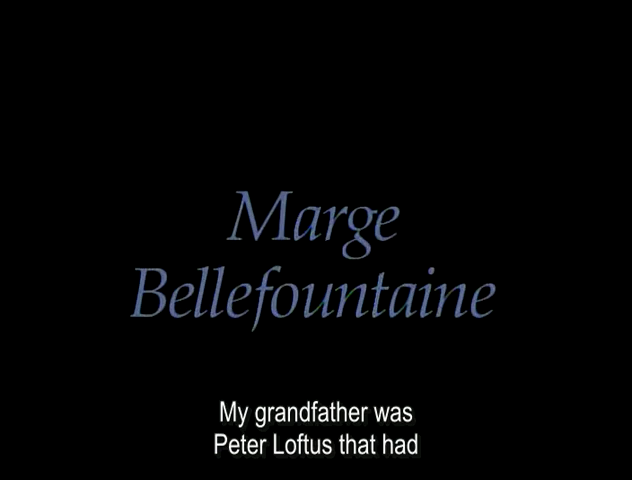 Marge
Bellefountaine
My grandfather was
Peter Loftus that had